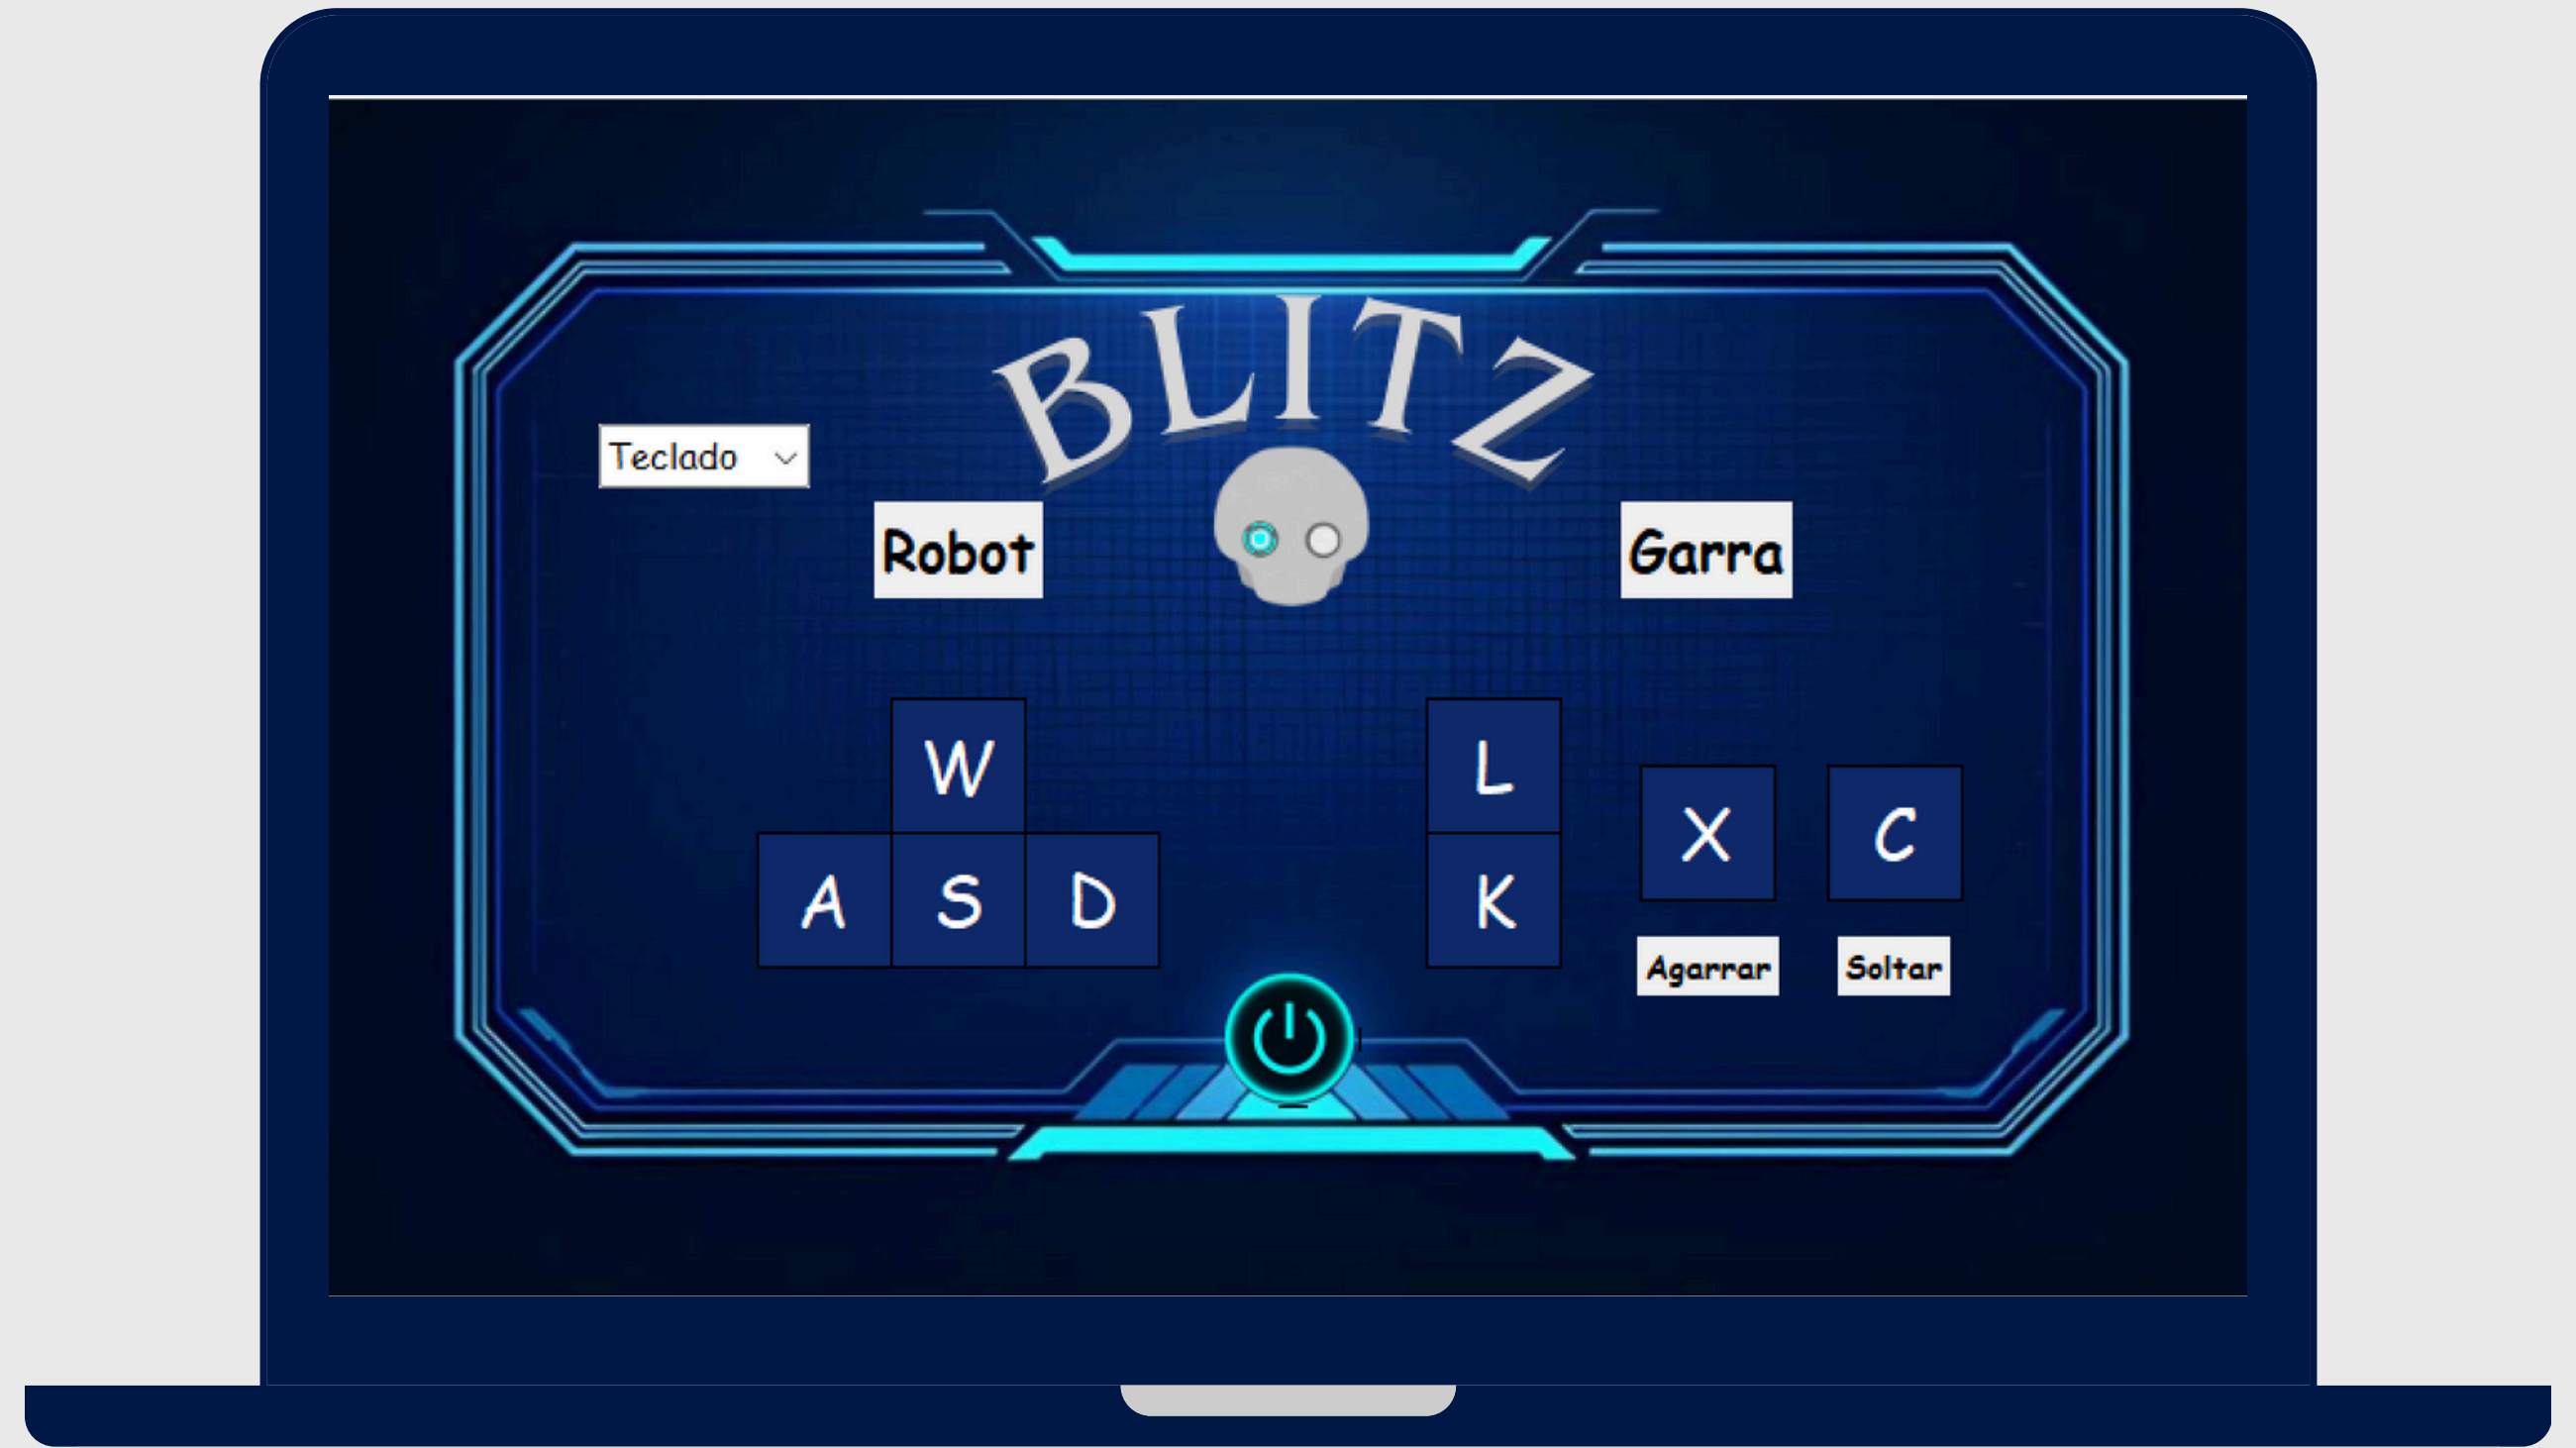 BLITZ
Teclado
Robot
Garra
W
A S D
L
K
X C
Agarrar Soltar